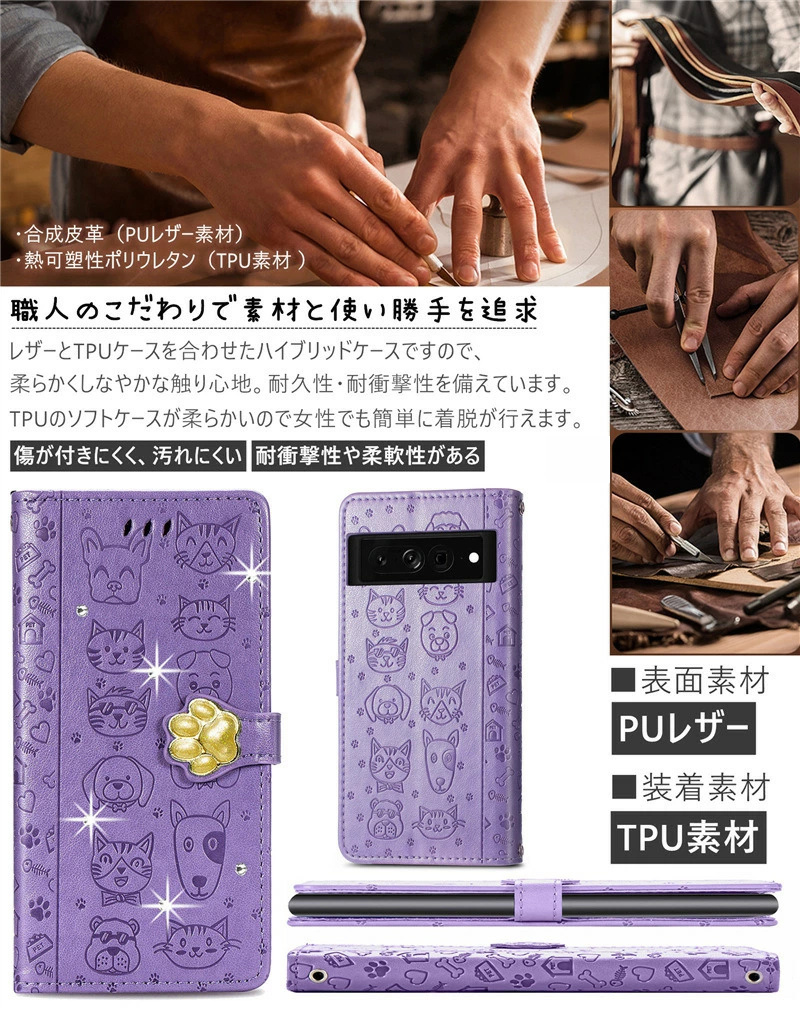 ・合成皮革（PUレザー素材）
・熱可塑性ポリウレタン（TPU素材 ）
職人のこだわりで素材と使い勝手を追求
レザーとTPUケースを合わせたハイブリッドケースですので、
柔らかくしなやかな触り心地。耐久性・耐衝撃性を備えています。
TPUのソフトケースが柔らかいので女性でも簡単に着脱が行えます。
傷が付きにくく、汚れにくい 耐衝撃性や柔軟性がある
■表面素材
PUレザー
■装着素材
TPU素材
PET
PET
PET